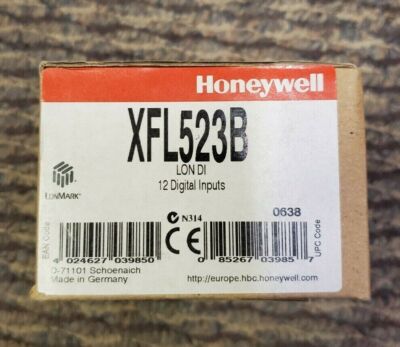 Honeywell
XFL523B
LON DI
12 Digital Inputs
LONMARK®
N314
0638
EAN Code
UPC Code
4 024627 039850
0 85267 03985 7
D-71101 Schoenaich
Made in Germany
http://europe.hbc.honeywell.com